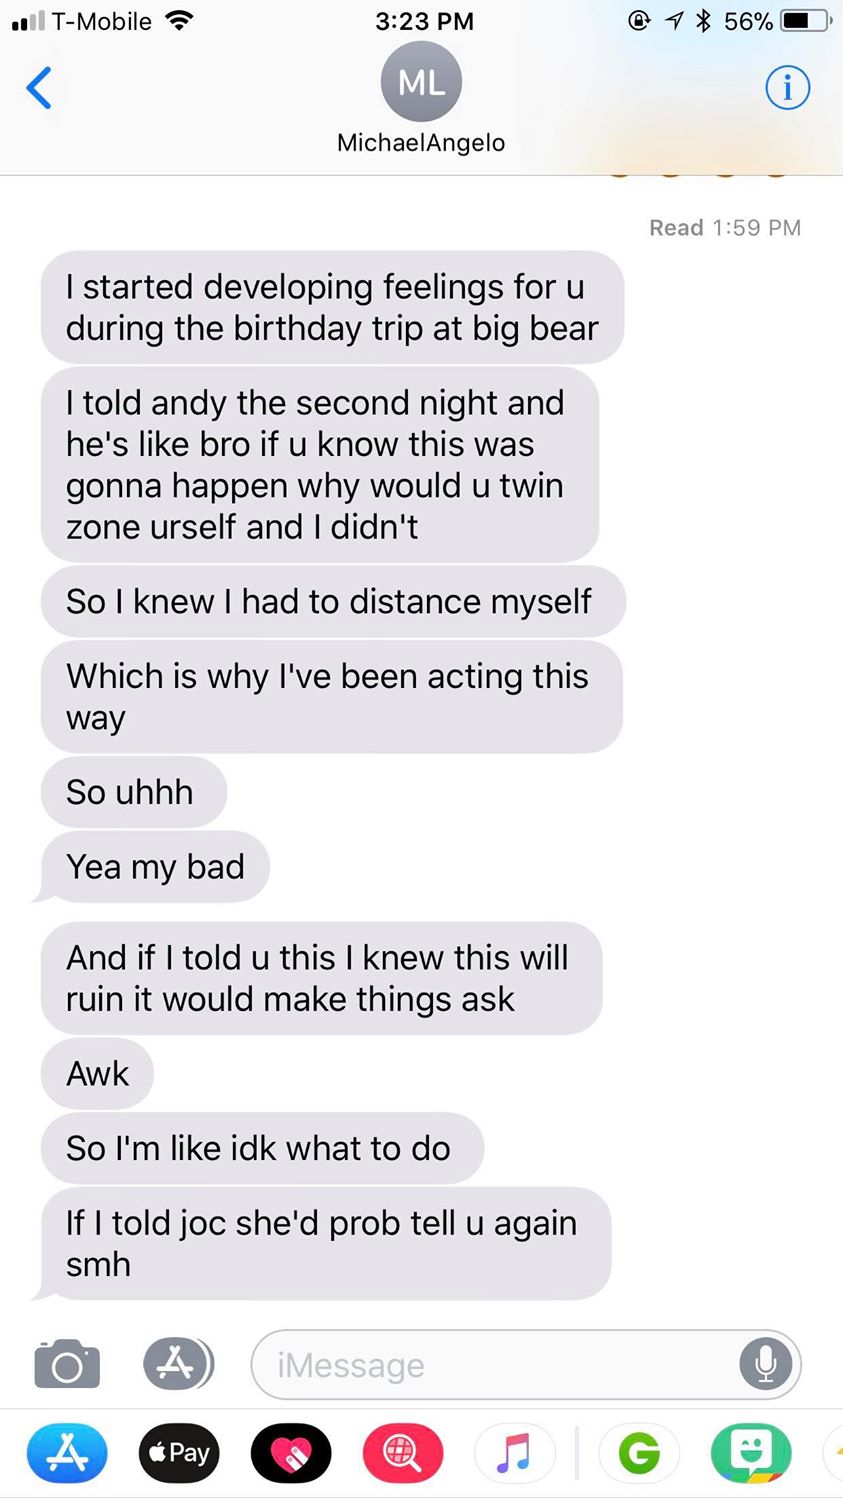 T-Mobile 3:23 PM 56%
ML
MichaelAngelo
Read 1:59 PM
I started developing feelings for u
during the birthday trip at big bear
I told andy the second night and
he's like bro if u know this was
gonna happen why would u twin
zone urself and I didn't
So I knew I had to distance myself
Which is why I've been acting this
way
So uhhh
Yea my bad
And if I told u this I knew this will
ruin it would make things ask
Awk
So I'm like idk what to do
If I told joc she'd prob tell u again
smh
iMessage
Pay
G